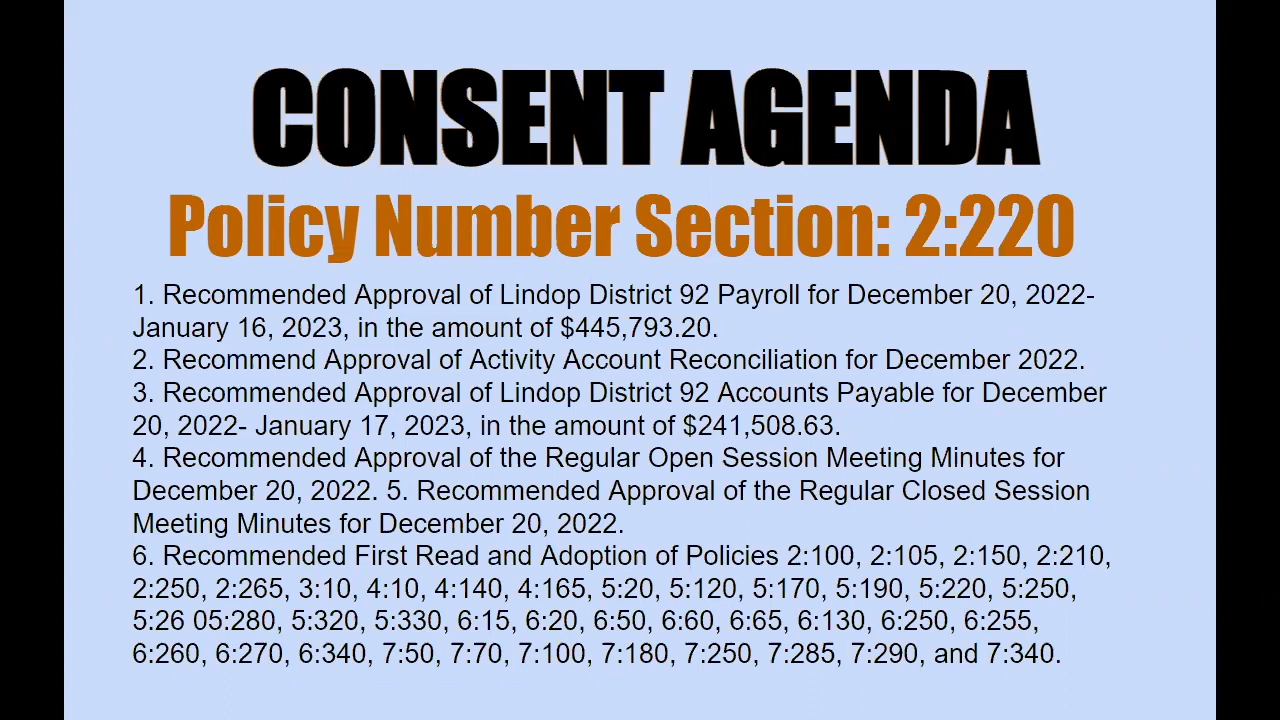 CONSENT AGENDA
Policy Number Section: 2:220
1. Recommended Approval of Lindop District 92 Payroll for December 20, 2022-
January 16, 2023, in the amount of $445,793.20.
2. Recommend Approval of Activity Account Reconciliation for December 2022.
3. Recommended Approval of Lindop District 92 Accounts Payable for December
20, 2022- January 17, 2023, in the amount of $241,508.63.
4. Recommended Approval of the Regular Open Session Meeting Minutes for
December 20, 2022. 5. Recommended Approval of the Regular Closed Session
Meeting Minutes for December 20, 2022.
6. Recommended First Read and Adoption of Policies 2:100, 2:105, 2:150, 2:210,
2:250, 2:265, 3:10, 4:10, 4:140, 4:165, 5:20, 5:120, 5:170, 5:190, 5:220, 5:250,
5:26 05:280, 5:320, 5:330, 6:15, 6:20, 6:50, 6:60, 6:65, 6:130, 6:250, 6:255,
6:260, 6:270, 6:340, 7:50, 7:70, 7:100, 7:180, 7:250, 7:285, 7:290, and 7:340.